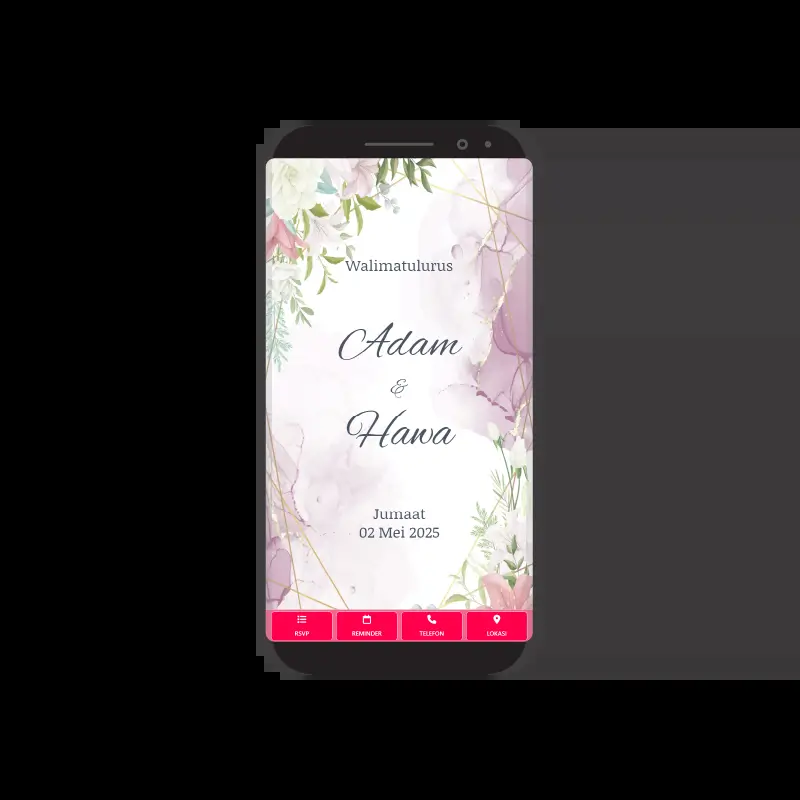 Walimatulurus
Adam
&
Hawa
Jumaat
02 Mei 2025
RSVP
REMINDER
TELEFON
LOKASI